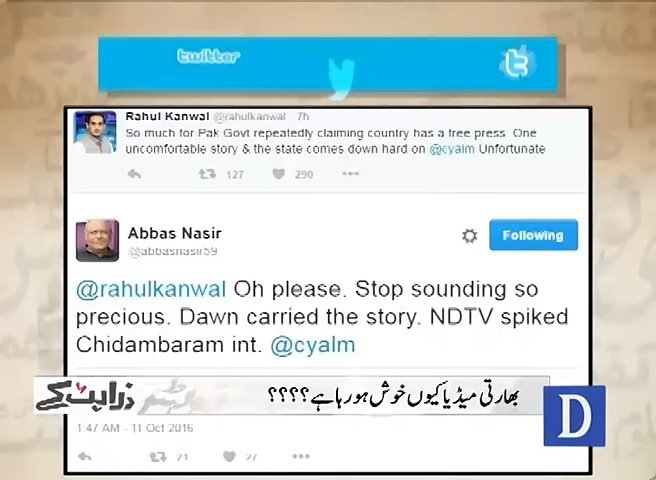 twitter
Rahul Kanwal @rahulkanwal 7h
So much for Pak Govt repeatedly claiming country has a free press. One
uncomfortable story & the state comes down hard on @cyalm Unfortunate
127 290
Abbas Nasir
@abbasnasir59
Following
@rahulkanwal Oh please. Stop sounding so
precious. Dawn carried the story. NDTV spiked
Chidambaram int. @cyalm
بھارتی میڈیا کیوں خوش ہو رہا ہے؟؟؟؟
ذرا ہٹ کے
D
1:47 AM - 11 Oct 2016
21 27